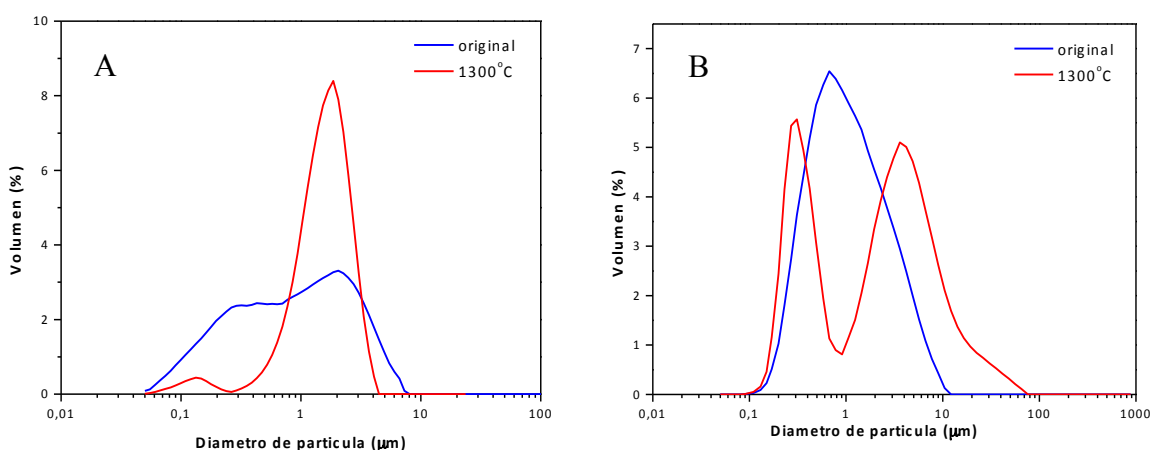 A
original
1300°C
10
8
6
4
2
0
Volumen (%)
0,01
0,1
1
10
100
Diametro de particula (μm)
B
original
1300°C
7
6
5
4
3
2
1
0
Volumen (%)
0,01
0,1
1
10
100
1000
Diametro de particula (μm)